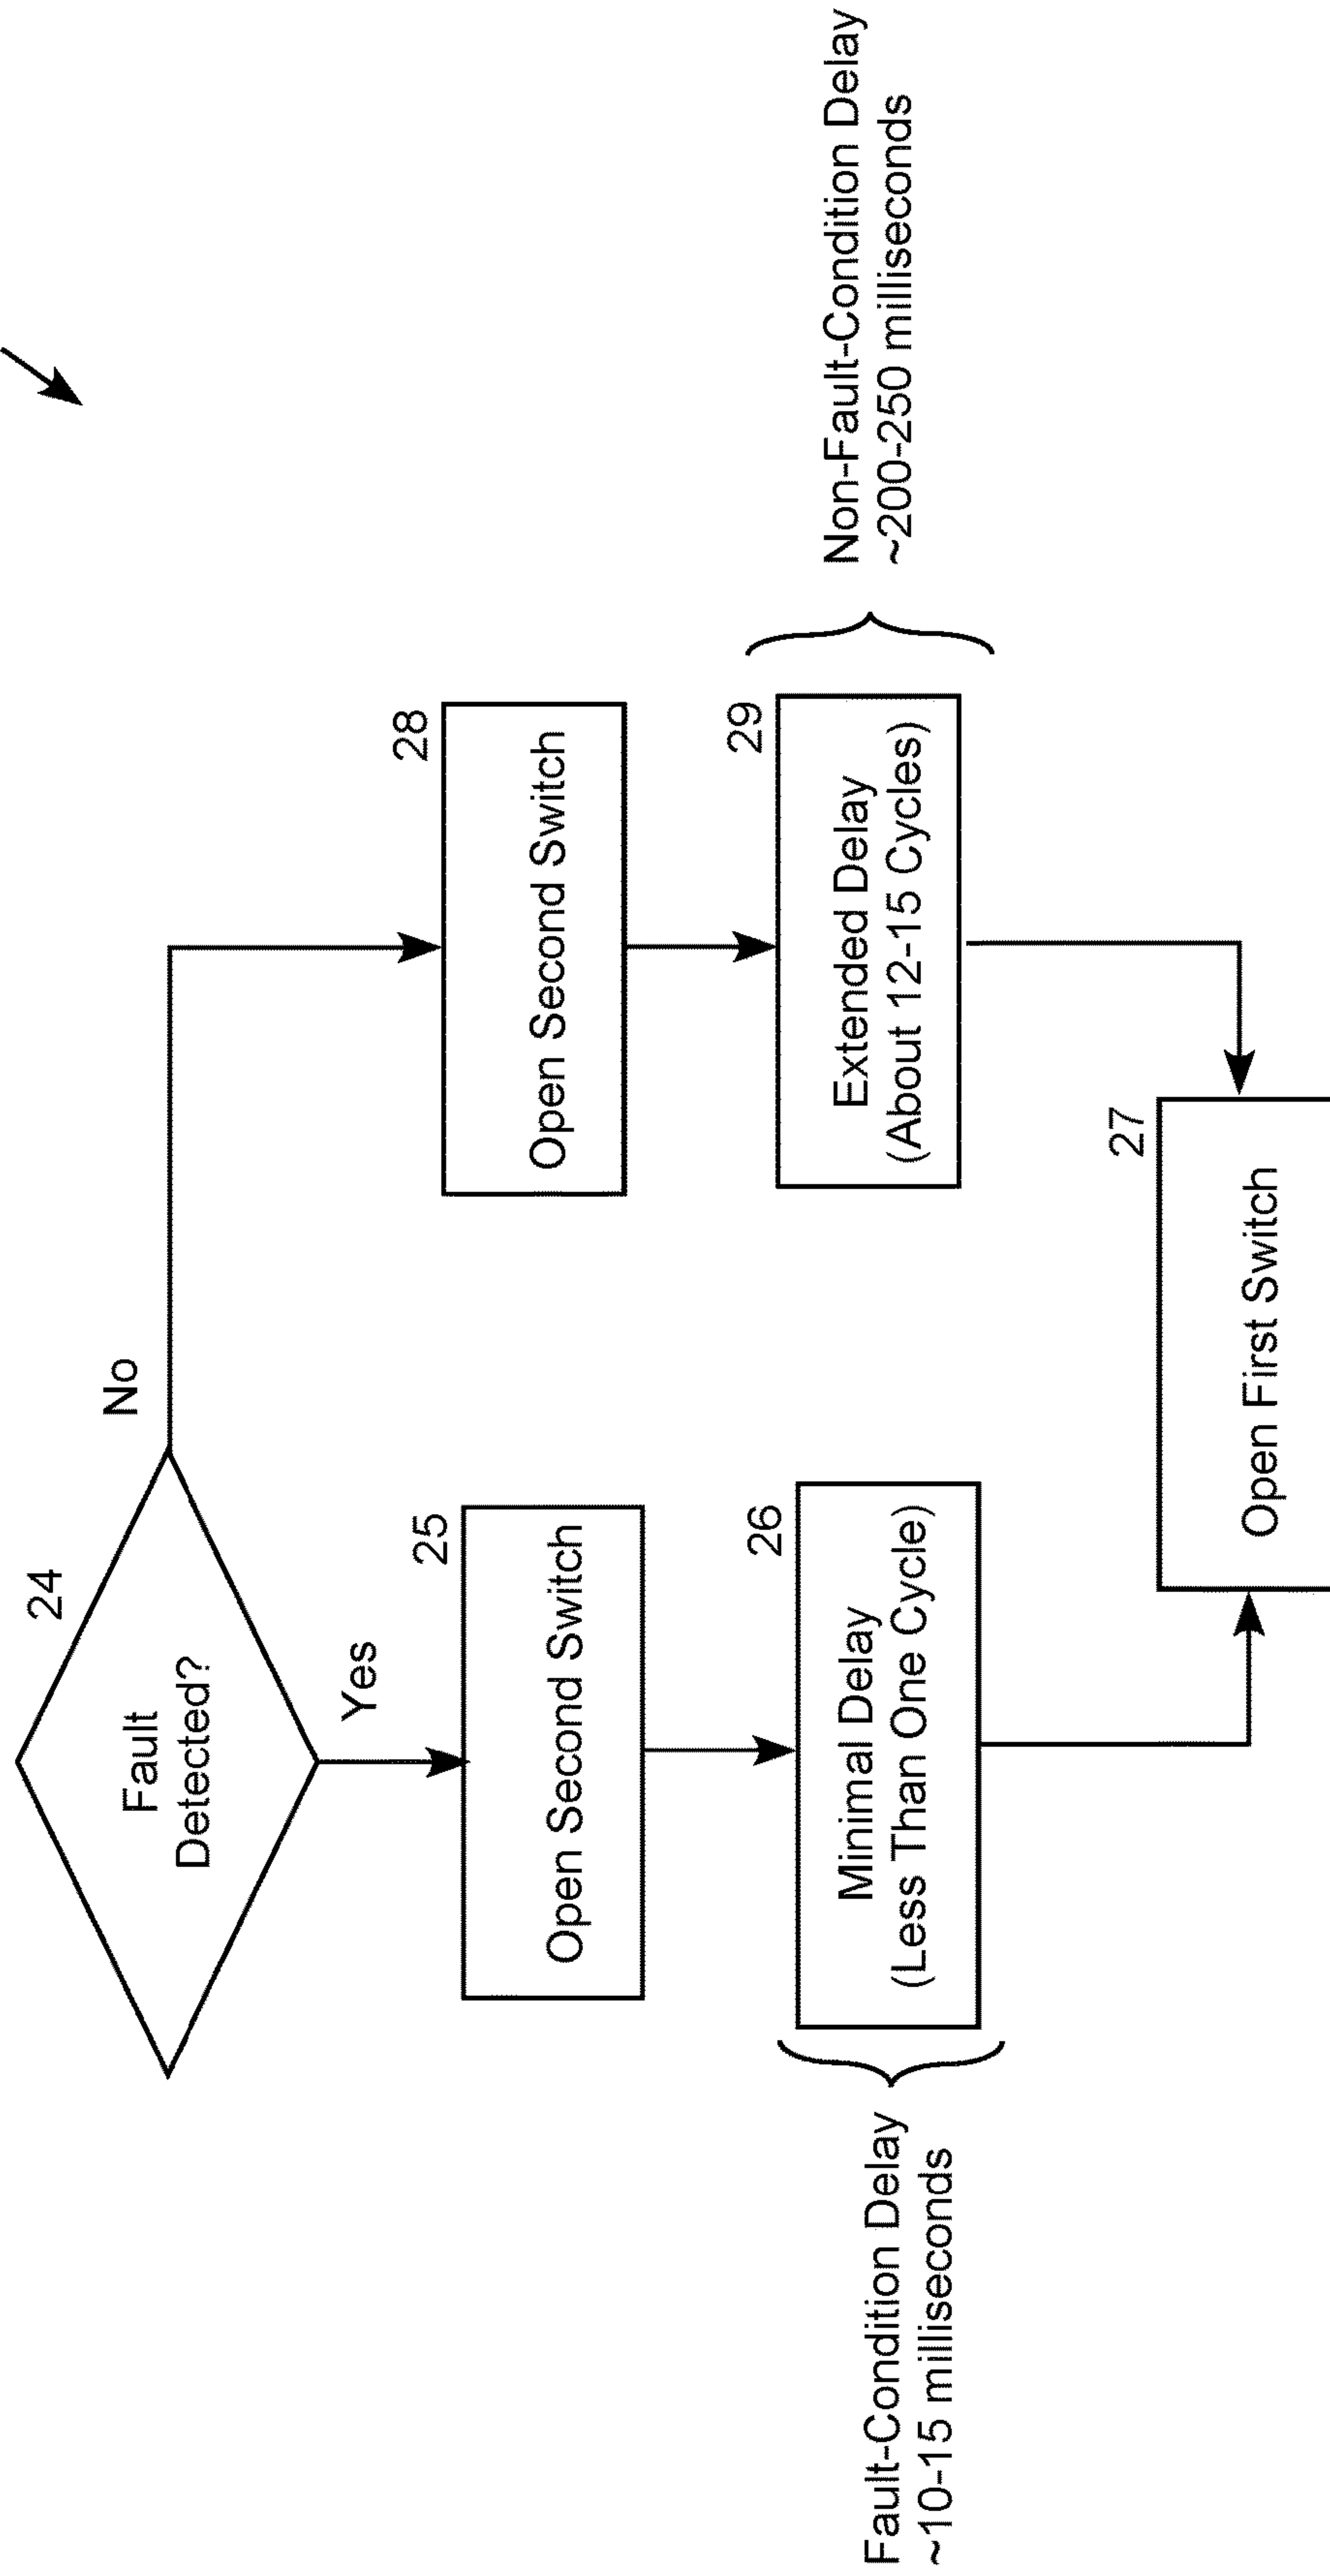 24
Fault
Detected?
No
Yes
25
Open Second Switch
28
Open Second Switch
Fault-Condition Delay
~10-15 milliseconds
26
Minimal Delay
(Less Than One Cycle)
29
Extended Delay
(About 12-15 Cycles)
Non-Fault-Condition Delay
~200-250 milliseconds
27
Open First Switch